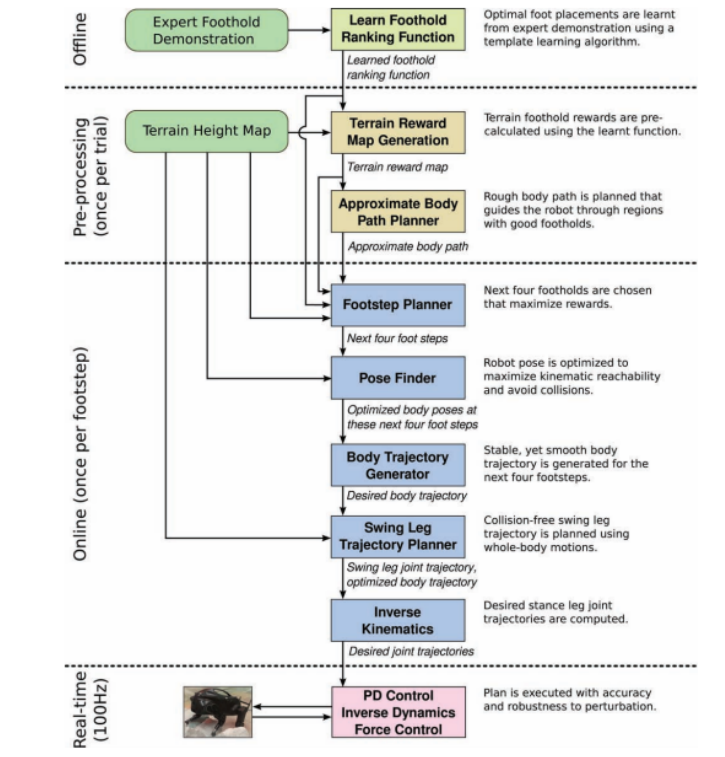 Offline
Expert Foothold
Demonstration
Learn Foothold
Ranking Function
Optimal foot placements are learnt
from expert demonstration using a
template learning algorithm.
Learned foothold
ranking function
Pre-processing
(once per trial)
Terrain Height Map
Terrain Reward
Map Generation
Terrain foothold rewards are pre-
calculated using the learnt function.
Terrain reward map
Approximate Body
Path Planner
Rough body path is planned that
guides the robot through regions
with good footholds.
Approximate body path
Online (once per footstep)
Footstep Planner
Next four footholds are chosen
that maximize rewards.
Next four foot steps
Pose Finder
Robot pose is optimized to
maximize kinematic reachability
and avoid collisions.
Optimized body poses at
these next four foot steps
Body Trajectory
Generator
Stable, yet smooth body
trajectory is generated for the
next four footsteps.
Desired body trajectory
Swing Leg
Trajectory Planner
Collision-free swing leg
trajectory is planned using
whole-body motions.
Swing leg joint trajectory,
optimized body trajectory
Inverse
Kinematics
Desired stance leg joint
trajectories are computed.
Desired joint trajectories
Real-time
(100Hz)
PD Control
Inverse Dynamics
Force Control
Plan is executed with accuracy
and robustness to perturbation.